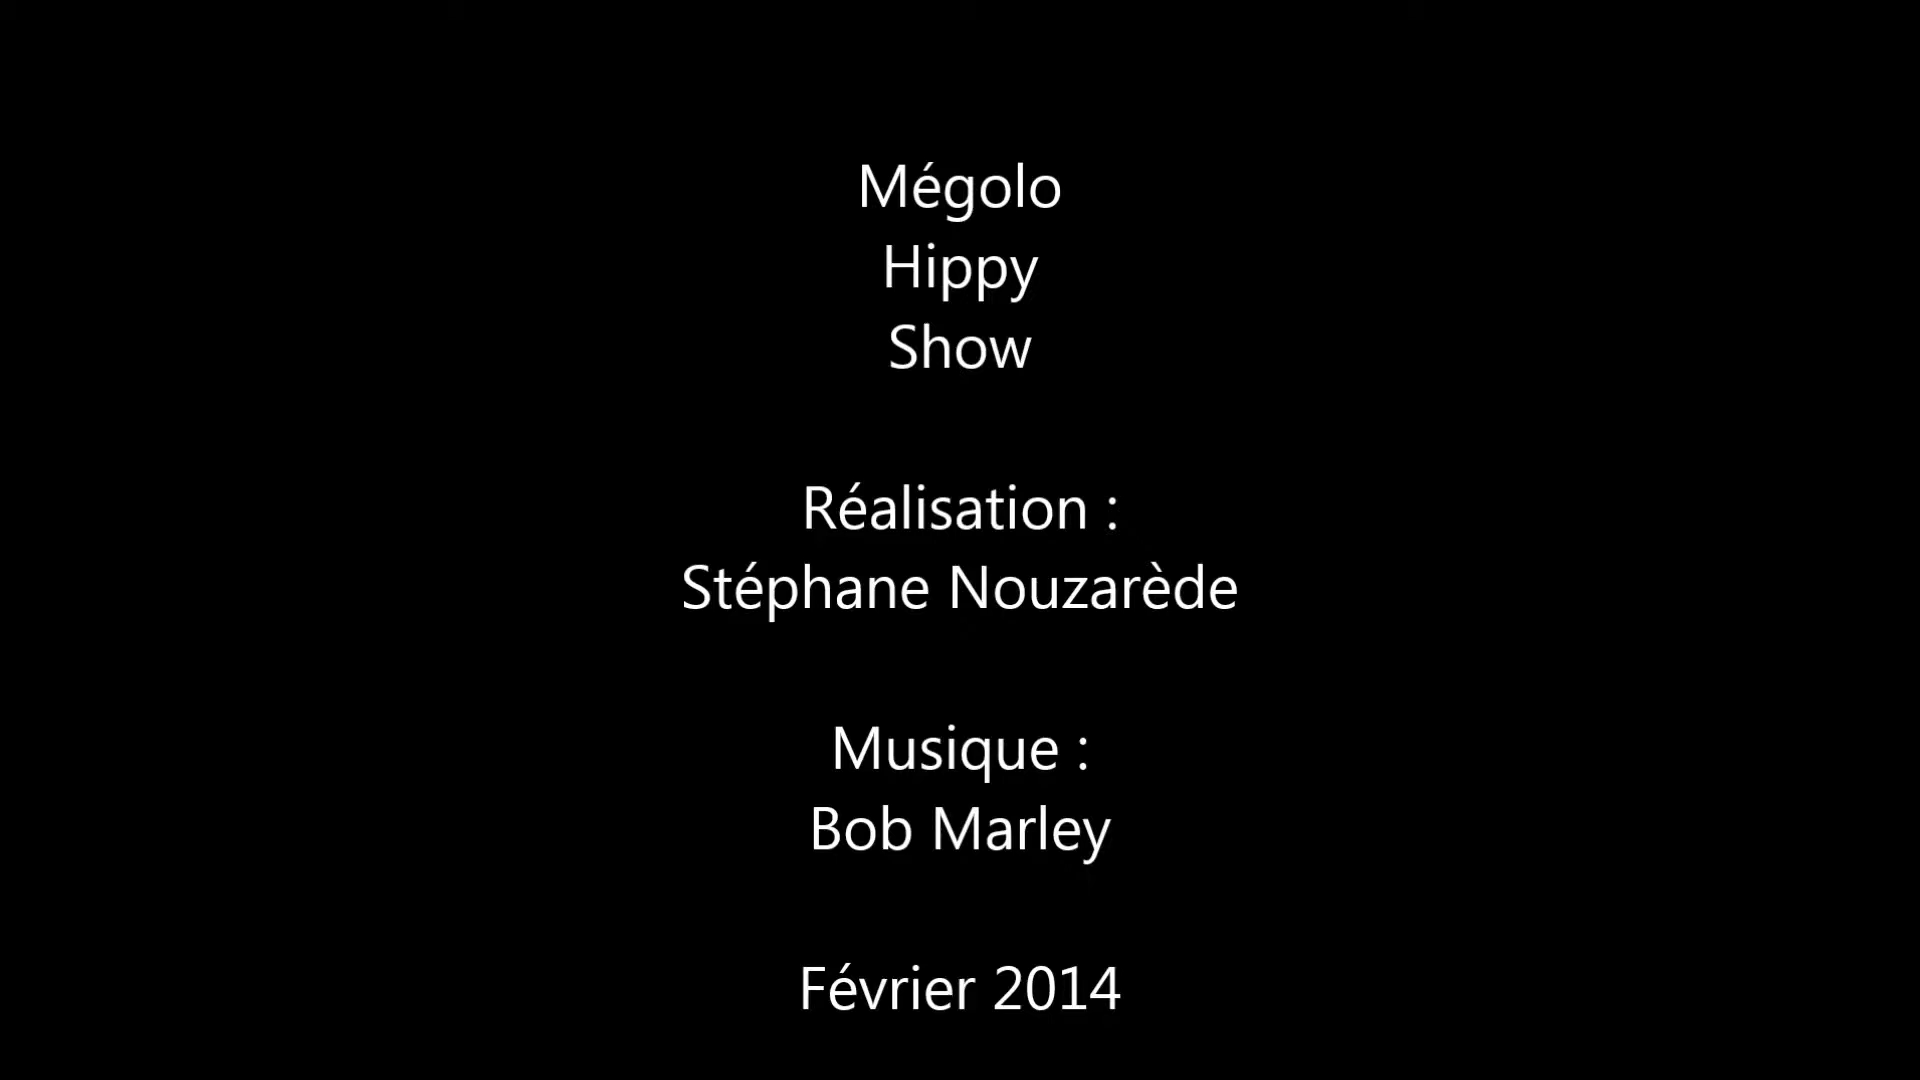 Mégolo
Hippy
Show
Réalisation :
Stéphane Nouzarède
Musique :
Bob Marley
Février 2014